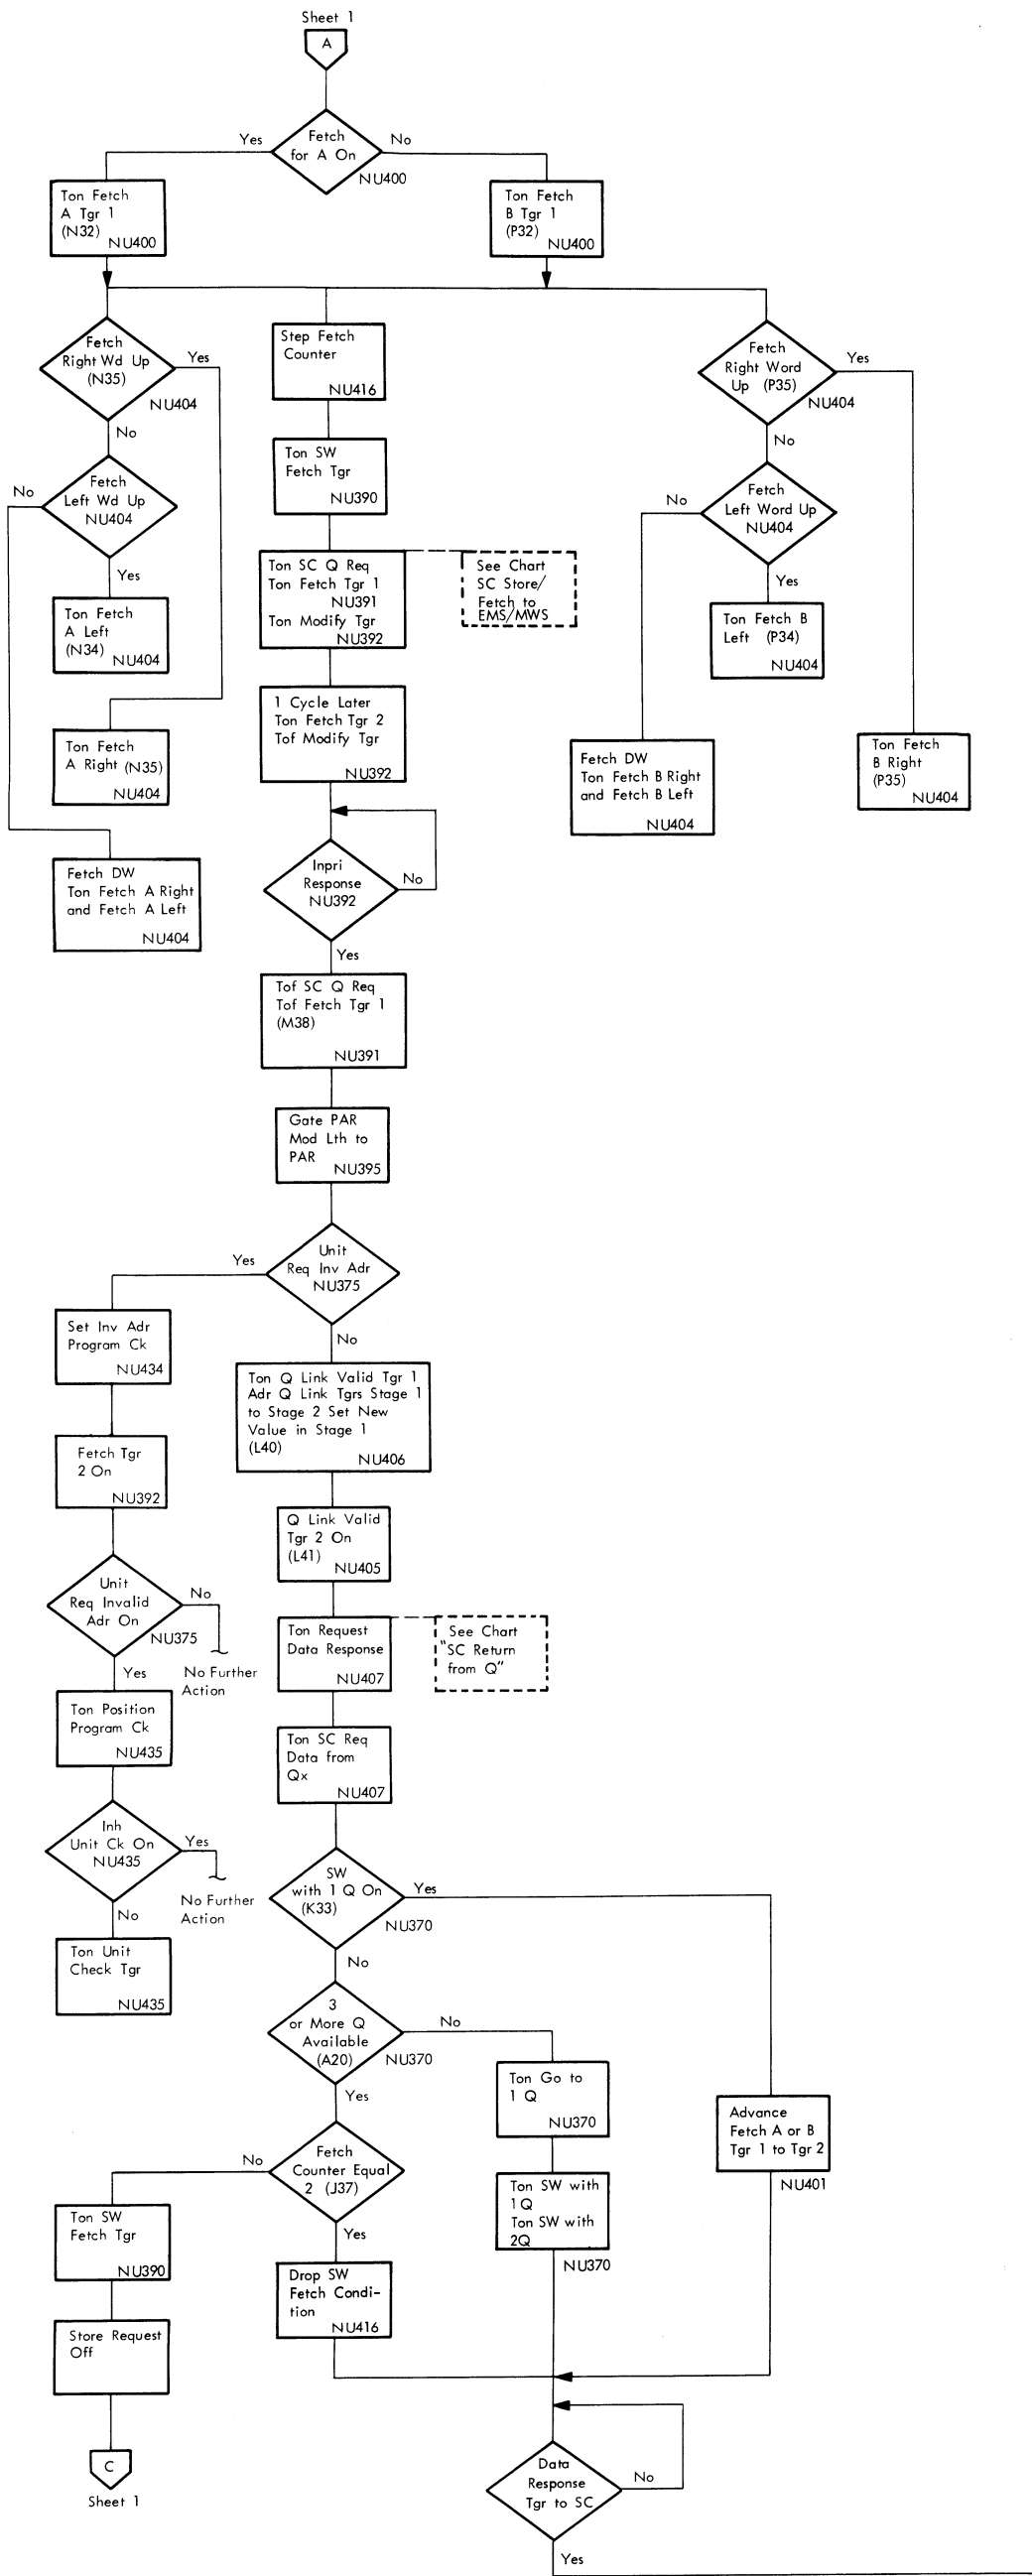 Sheet 1
A
Fetch
for A On
Yes
No
NU400
Ton Fetch
A Tgr 1
(N32)
NU400
Ton Fetch
B Tgr 1
(P32)
NU400
Fetch
Right Wd Up
(N35)
Yes
NU404
No
Fetch
Left Wd Up
NU404
No
Yes
Ton Fetch
A Left
(N34)
NU404
Ton Fetch
A Right (N35)
NU404
Fetch DW
Ton Fetch A Right
and Fetch A Left
NU404
Step Fetch
Counter
NU416
Ton SW
Fetch Tgr
NU390
Ton SC Q Req
Ton Fetch Tgr 1
NU391
Ton Modify Tgr
NU392
See Chart
SC Store/
Fetch to
EMS/MWS
1 Cycle Later
Ton Fetch Tgr 2
Tof Modify Tgr
NU392
Inpri
Response
NU392
No
Yes
Tof SC Q Req
Tof Fetch Tgr 1
(M38)
NU391
Gate PAR
Mod Lth to
PAR
NU395
Fetch
Right Word
Up (P35)
Yes
NU404
No
Fetch
Left Word Up
NU404
No
Yes
Ton Fetch B
Left (P34)
NU404
Fetch DW
Ton Fetch B Right
and Fetch B Left
NU404
Ton Fetch
B Right
(P35)
NU404
Unit
Req Inv Adr
NU375
Yes
No
Set Inv Adr
Program Ck
NU434
Fetch Tgr
2 On
NU392
Unit
Req Invalid
Adr On
NU375
No
No Further
Action
Yes
Ton Position
Program Ck
NU435
Inh
Unit Ck On
NU435
Yes
No Further
Action
No
Ton Unit
Check Tgr
NU435
Ton Q Link Valid Tgr 1
Adr Q Link Tgrs Stage 1
to Stage 2 Set New
Value in Stage 1
(L40)
NU406
Q Link Valid
Tgr 2 On
(L41)
NU405
Ton Request
Data Response
NU407
See Chart
"SC Return
from Q"
Ton SC Req
Data from
Qx
NU407
SW
with 1 Q On
(K33)
Yes
NU370
No
3
or More Q
Available
(A20)
No
NU370
Yes
Ton Go to
1 Q
NU370
Ton SW with
1Q
Ton SW with
2Q
NU370
Advance
Fetch A or B
Tgr 1 to Tgr 2
NU401
Fetch
Counter Equal
2 (J37)
No
Yes
Ton SW
Fetch Tgr
NU390
Store Request
Off
C
Sheet 1
Drop SW
Fetch Condi-
tion
NU416
Data
Response
Tgr to SC
No
Yes